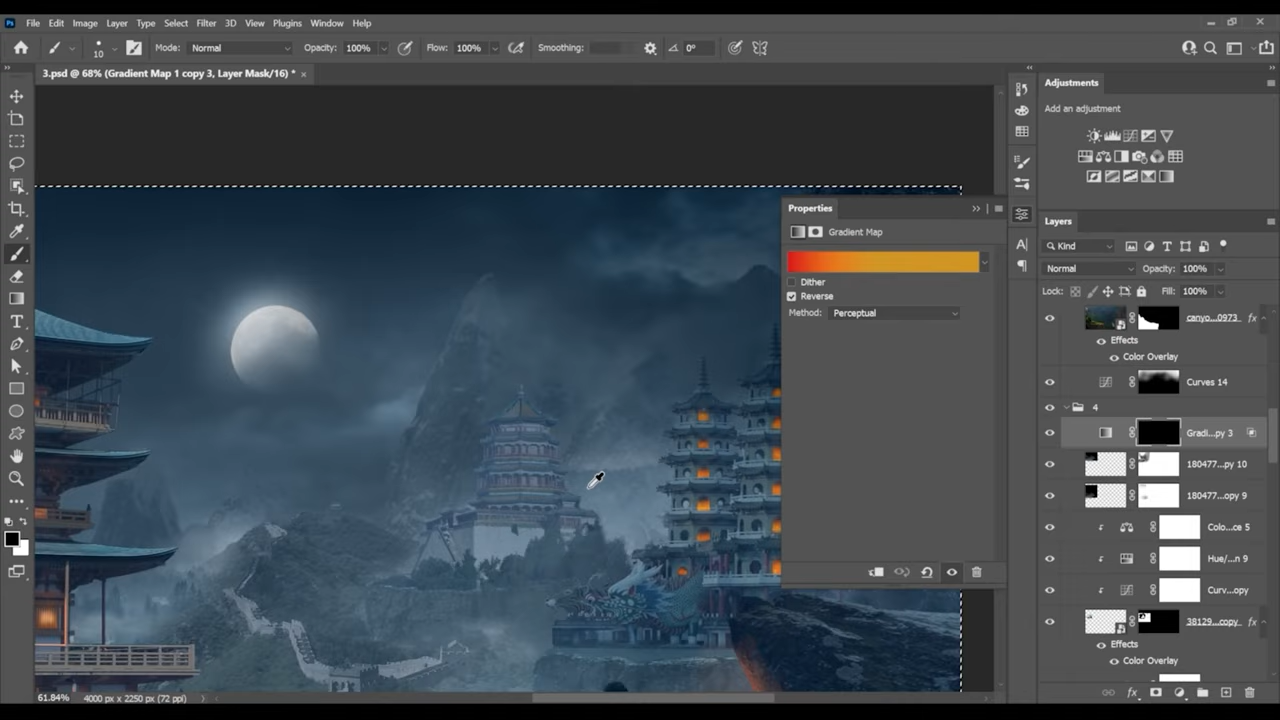 Ps File Edit Image Layer Type Select Filter 3D View Plugins Window Help
10 Mode: Normal Opacity: 100% Flow: 100% Smoothing: 0°
3.psd @ 68% (Gradient Map 1 copy 3, Layer Mask/16) *
Adjustments
Add an adjustment
Properties
Gradient Map
Dither
Reverse
Method: Perceptual
Layers
Kind
Normal Opacity: 100%
Lock: Fill: 100%
canyo...0973 fx
Effects
Color Overlay
Curves 14
4
Gradi...py 3
180477...py 10
180477...opy 9
Colo...ce 5
Hue/...n 9
Curv...opy
38129...copy fx
Effects
Color Overlay
61.84% 4000 px x 2250 px (72 ppi)